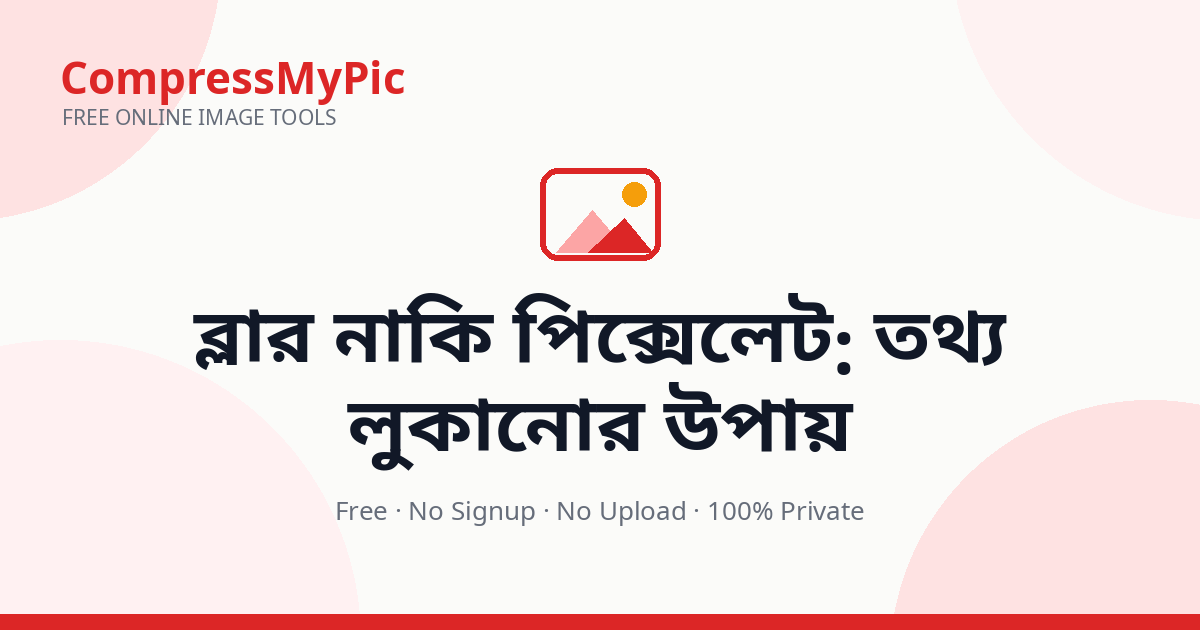 CompressMyPic
FREE ONLINE IMAGE TOOLS
ব্লার নাকি পিক্সেলেট: তথ্য
লুকানোর উপায়
Free · No Signup · No Upload · 100% Private